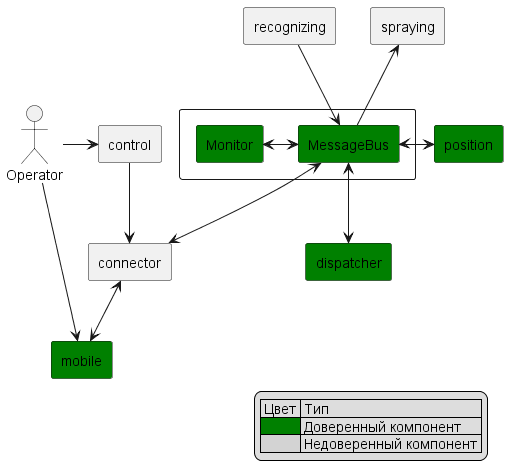 recognizing
spraying
Operator
control
Monitor
MessageBus
position
connector
dispatcher
mobile
Цвет Тип
Доверенный компонент
Недоверенный компонент